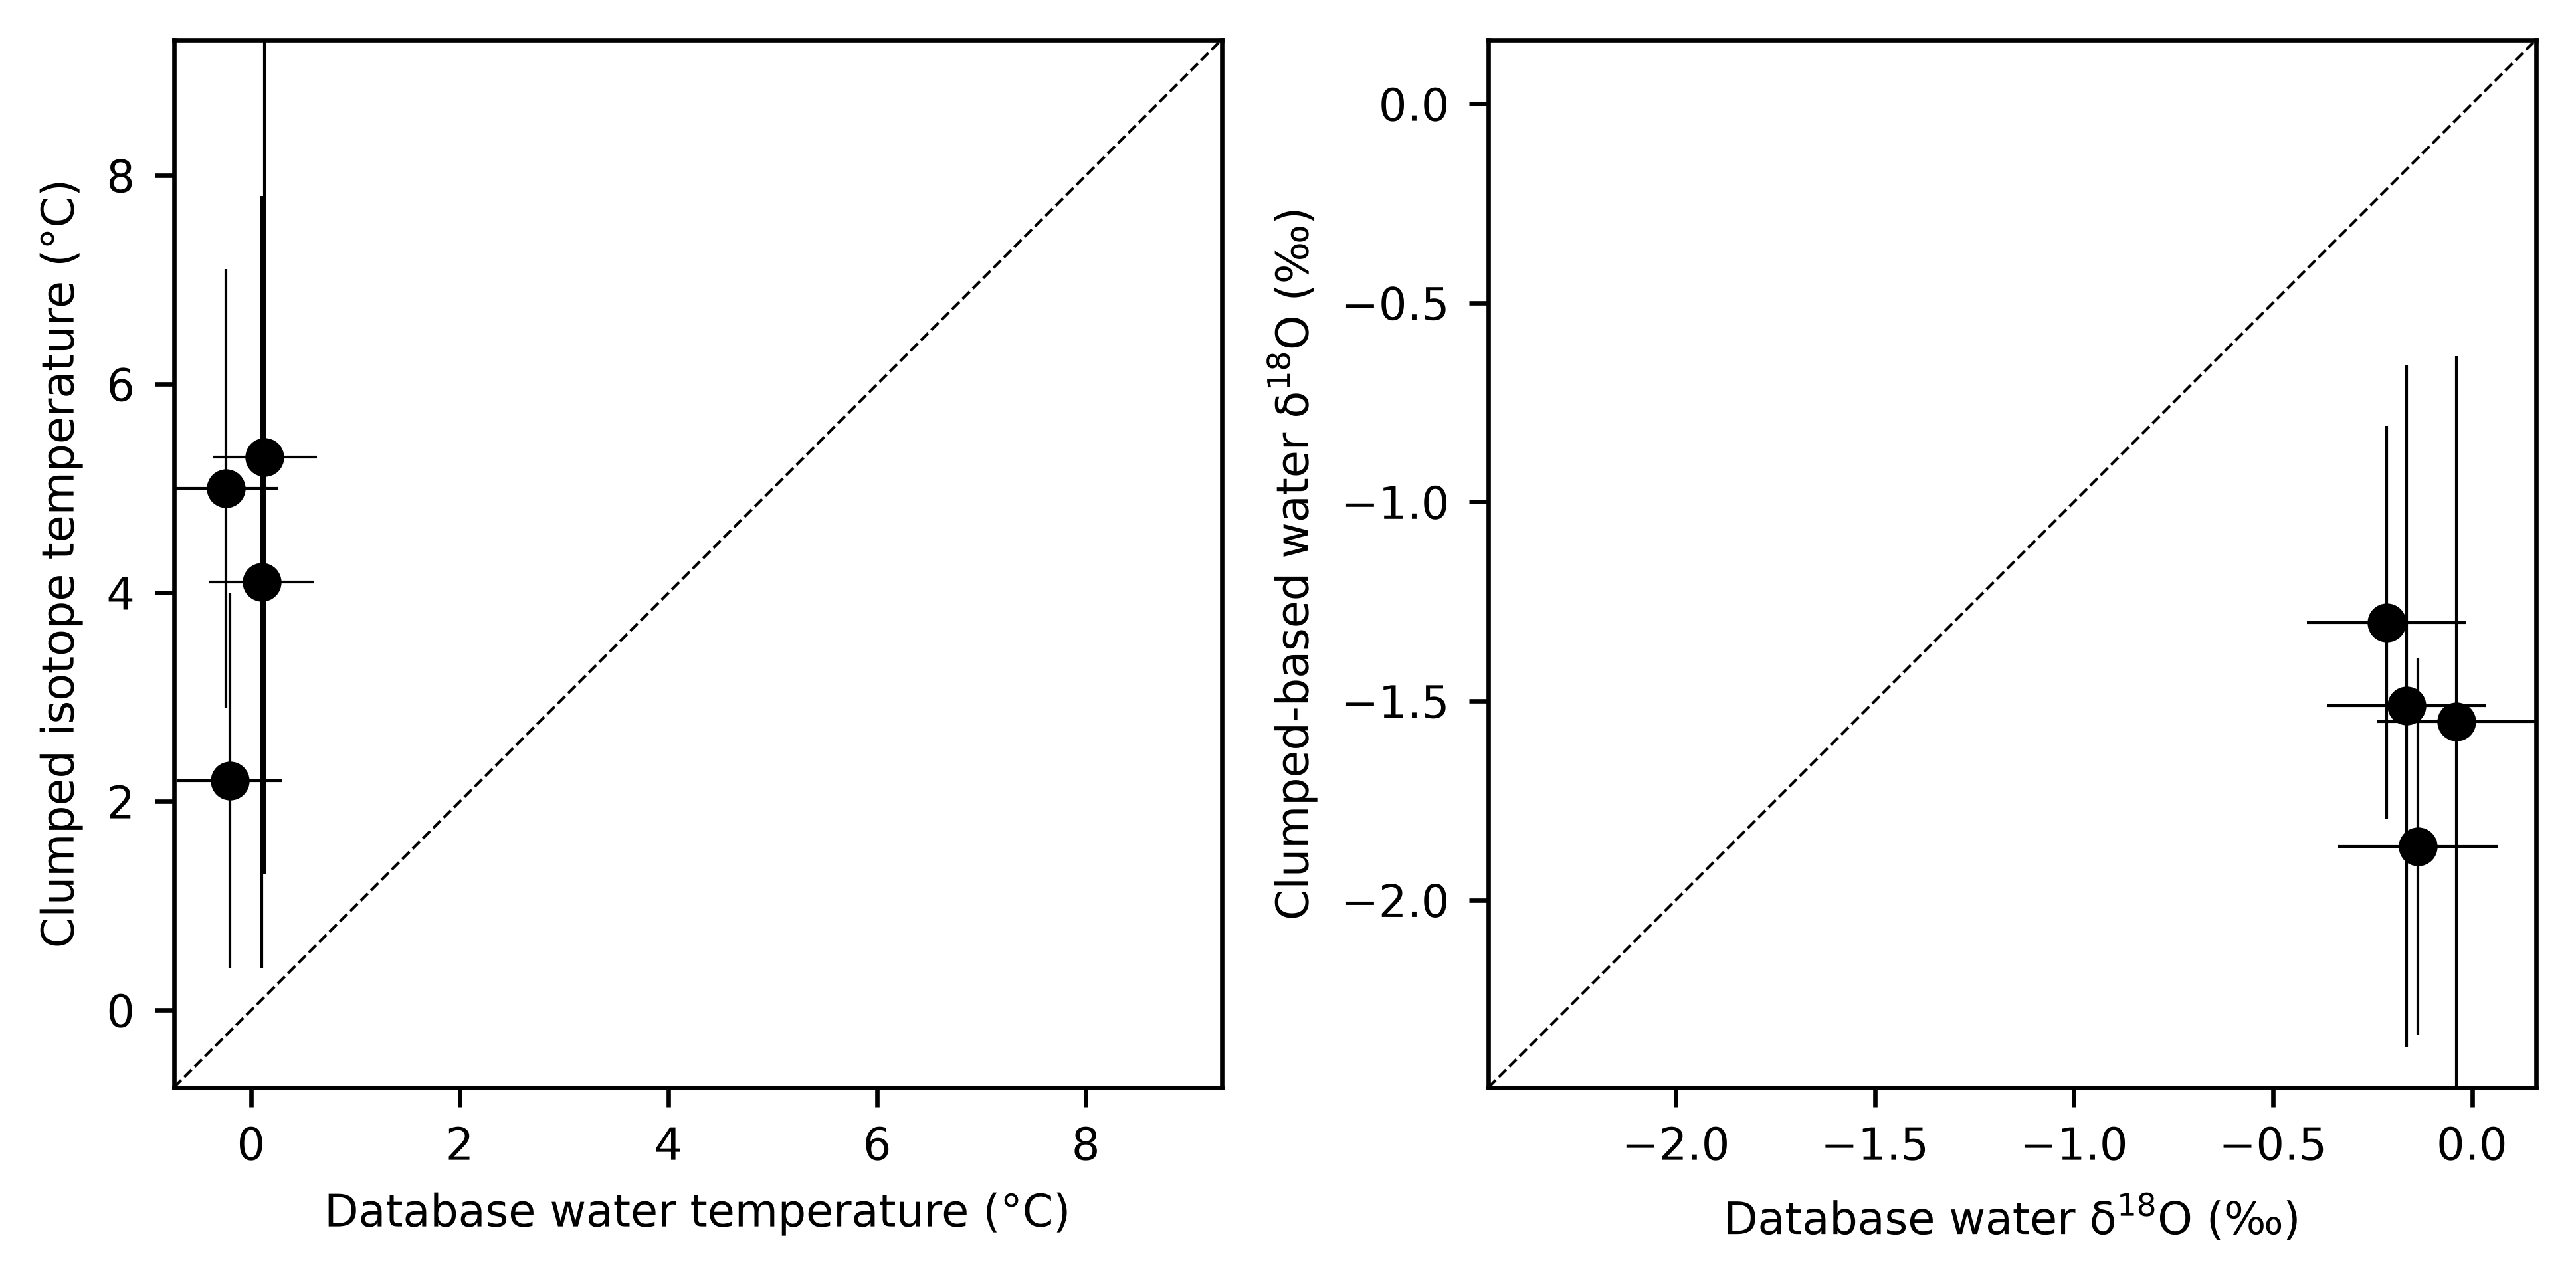 Clumped isotope temperature (°C)
8
6
4
2
0
0 2 4 6 8
Database water temperature (°C)
Clumped-based water δ¹⁸O (‰)
0.0
−0.5
−1.0
−1.5
−2.0
−2.0 −1.5 −1.0 −0.5 0.0
Database water δ¹⁸O (‰)